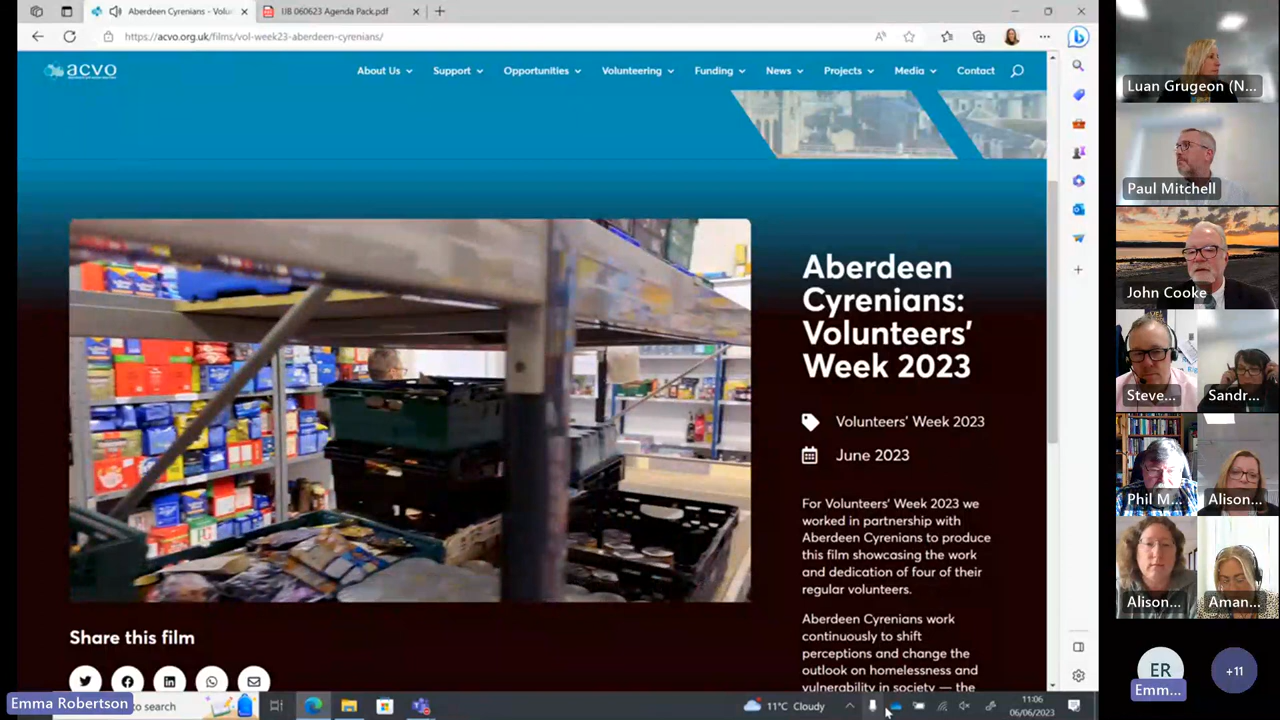 Aberdeen Cyrenians - Volu
IJB 060623 Agenda Pack.pdf
https://acvo.org.uk/films/vol-week23-aberdeen-cyrenians/
acvo
About Us
Support
Opportunities
Volunteering
Funding
News
Projects
Media
Contact
Aberdeen
Cyrenians:
Volunteers'
Week 2023
Volunteers' Week 2023
June 2023
For Volunteers' Week 2023 we
worked in partnership with
Aberdeen Cyrenians to produce
this film showcasing the work
and dedication of four of their
regular volunteers.
Aberdeen Cyrenians work
continuously to shift
perceptions and change the
outlook on homelessness and
vulnerability in society — the
Share this film
Emma Robertson
to search
11°C Cloudy
11:06
06/06/2023
Luan Grugeon (N...
Paul Mitchell
John Cooke
Steve...
Sandr...
Phil M...
Alison...
Alison...
Aman...
ER
Emm...
+11